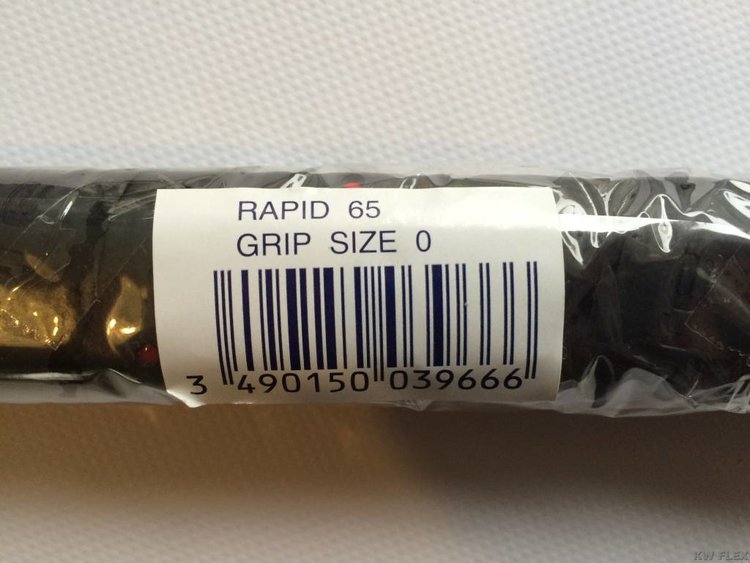 RAPID 65
GRIP SIZE 0
3 490150 039666
KW FLEX